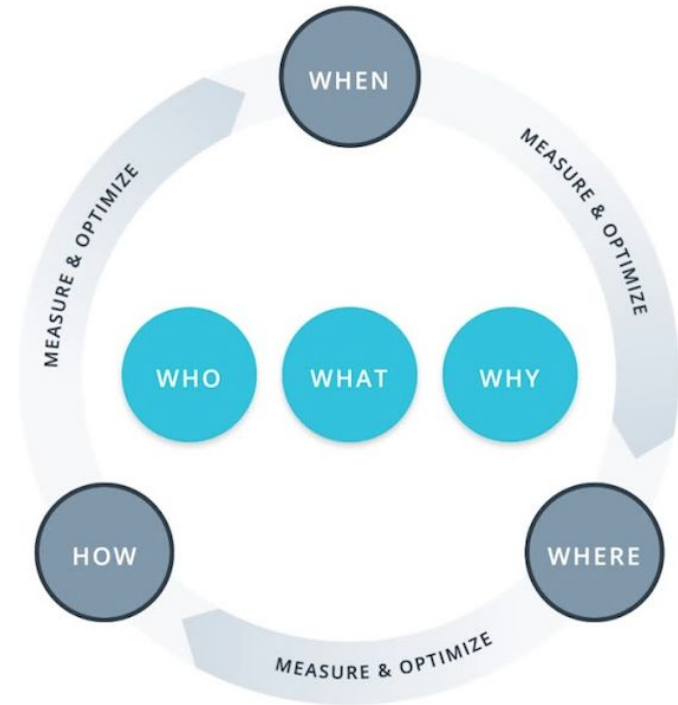 WHEN
MEASURE & OPTIMIZE
MEASURE & OPTIMIZE
WHO
WHAT
WHY
HOW
WHERE
MEASURE & OPTIMIZE